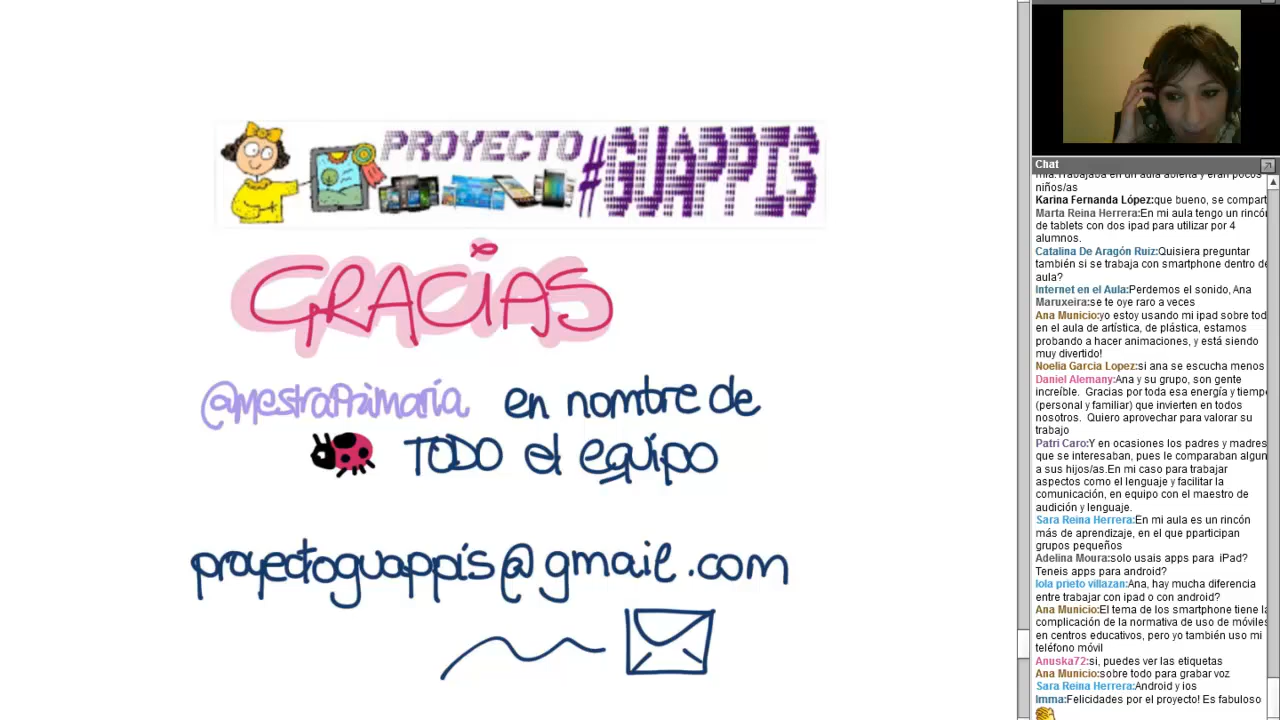 PROYECTO #GUAPPIS
GRACIAS
@mestraprimaria en nombre de
TODO el equipo
proyectoguappis@gmail.com
Chat
mía.Trabajaba en un aula abierta y eran pocos
niños/as
Karina Fernanda López:que bueno, se compart
Marta Reina Herrera:En mi aula tengo un rincón
de tablets con dos ipad para utilizar por 4
alumnos.
Catalina De Aragón Ruiz:Quisiera preguntar
también si se trabaja con smartphone dentro de
aula?
Internet en el Aula:Perdemos el sonido, Ana
Maruxeira:se te oye raro a veces
Ana Municio:yo estoy usando mi ipad sobre tod
en el aula de artística, de plástica, estamos
probando a hacer animaciones, y está siendo
muy divertido!
Noelia Garcia Lopez:si ana se escucha menos
Daniel Alemany:Ana y su grupo, son gente
increíble. Gracias por toda esa energía y tiempo
(personal y familiar) que invierten en todos
nosotros. Quiero aprovechar para valorar su
trabajo
Patri Caro:Y en ocasiones los padres y madres
que se interesaban, pues le comparaban algun
a sus hijos/as.En mi caso para trabajar
aspectos como el lenguaje y facilitar la
comunicación, en equipo con el maestro de
audición y lenguaje.
Sara Reina Herrera:En mi aula es un rincón
más de aprendizaje, en el que pparticipan
grupos pequeños
Adelina Moura:solo usais apps para iPad?
Teneis apps para android?
lola prieto villazan:Ana, hay mucha diferencia
entre trabajar con ipad o con android?
Ana Municio:El tema de los smartphone tiene la
complicación de la normativa de uso de móviles
en centros educativos, pero yo también uso mi
teléfono móvil
Anuska72:si, puedes ver las etiquetas
Ana Municio:sobre todo para grabar voz
Sara Reina Herrera:Android y ios
Imma:Felicidades por el proyecto! Es fabuloso